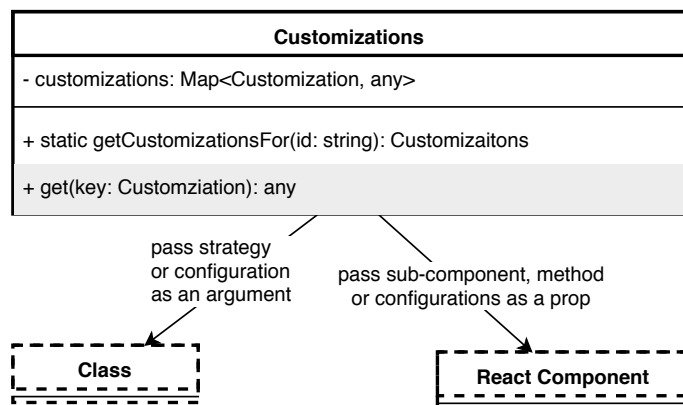 Customizations
- customizations: Map<Customization, any>
+ static getCustomizationsFor(id: string): Customizaitons
+ get(key: Customziation): any
pass strategy
or configuration
as an argument
pass sub-component, method
or configurations as a prop
Class
React Component